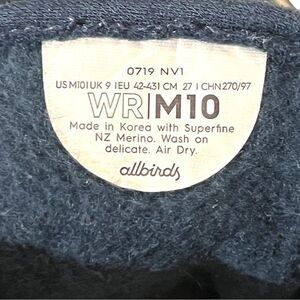 0719 NV1
US M10 | UK 9 | EU 42-43 | CM 27 | CHN 270/97
WR|M10
Made in Korea with Superfine
NZ Merino. Wash on
delicate. Air Dry.
allbirds